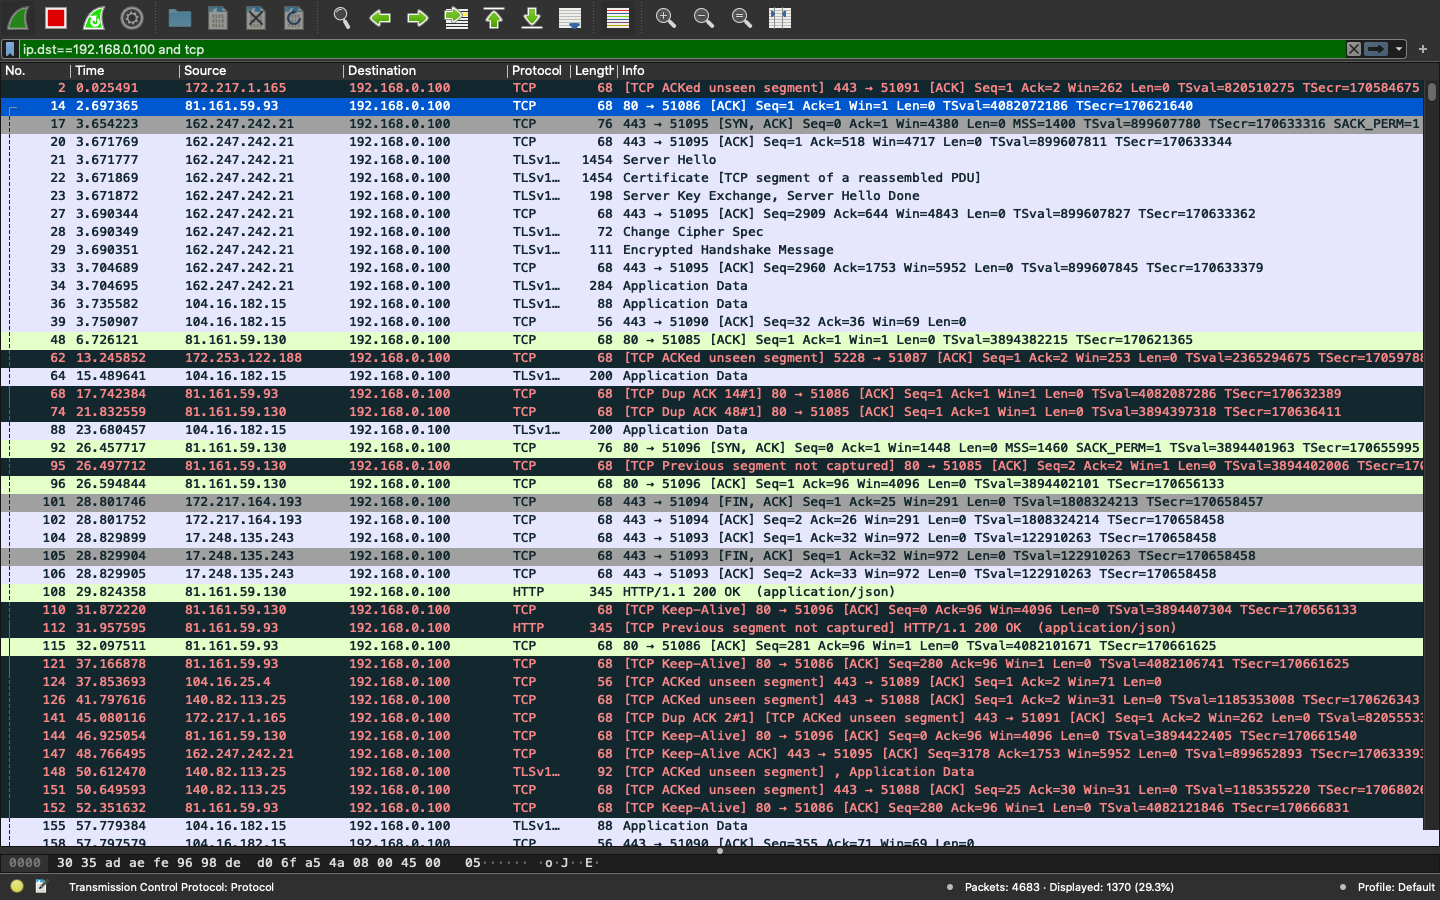 ip.dst==192.168.0.100 and tcp
No. Time Source Destination Protocol Length Info
2 0.025491 172.217.1.165 192.168.0.100 TCP 68 [TCP ACKed unseen segment] 443 → 51091 [ACK] Seq=1 Ack=2 Win=262 Len=0 TSval=820510275 TSecr=170584675
14 2.697365 81.161.59.93 192.168.0.100 TCP 68 80 → 51086 [ACK] Seq=1 Ack=1 Win=1 Len=0 TSval=4082072186 TSecr=170621640
17 3.654223 162.247.242.21 192.168.0.100 TCP 76 443 → 51095 [SYN, ACK] Seq=0 Ack=1 Win=4380 Len=0 MSS=1400 TSval=899607780 TSecr=170633316 SACK_PERM=1
20 3.671769 162.247.242.21 192.168.0.100 TCP 68 443 → 51095 [ACK] Seq=1 Ack=518 Win=4717 Len=0 TSval=899607811 TSecr=170633344
21 3.671777 162.247.242.21 192.168.0.100 TLSv1… 1454 Server Hello
22 3.671869 162.247.242.21 192.168.0.100 TLSv1… 1454 Certificate [TCP segment of a reassembled PDU]
23 3.671872 162.247.242.21 192.168.0.100 TLSv1… 198 Server Key Exchange, Server Hello Done
27 3.690344 162.247.242.21 192.168.0.100 TCP 68 443 → 51095 [ACK] Seq=2909 Ack=644 Win=4843 Len=0 TSval=899607827 TSecr=170633362
28 3.690349 162.247.242.21 192.168.0.100 TLSv1… 72 Change Cipher Spec
29 3.690351 162.247.242.21 192.168.0.100 TLSv1… 111 Encrypted Handshake Message
33 3.704689 162.247.242.21 192.168.0.100 TCP 68 443 → 51095 [ACK] Seq=2960 Ack=1753 Win=5952 Len=0 TSval=899607845 TSecr=170633379
34 3.704695 162.247.242.21 192.168.0.100 TLSv1… 284 Application Data
36 3.735582 104.16.182.15 192.168.0.100 TLSv1… 88 Application Data
39 3.750907 104.16.182.15 192.168.0.100 TCP 56 443 → 51090 [ACK] Seq=32 Ack=36 Win=69 Len=0
48 6.726121 81.161.59.130 192.168.0.100 TCP 68 80 → 51085 [ACK] Seq=1 Ack=1 Win=1 Len=0 TSval=3894382215 TSecr=170621365
62 13.245852 172.253.122.188 192.168.0.100 TCP 68 [TCP ACKed unseen segment] 5228 → 51087 [ACK] Seq=1 Ack=2 Win=253 Len=0 TSval=2365294675 TSecr=17059788
64 15.489641 104.16.182.15 192.168.0.100 TLSv1… 200 Application Data
68 17.742384 81.161.59.93 192.168.0.100 TCP 68 [TCP Dup ACK 14#1] 80 → 51086 [ACK] Seq=1 Ack=1 Win=1 Len=0 TSval=4082087286 TSecr=170632389
74 21.832559 81.161.59.130 192.168.0.100 TCP 68 [TCP Dup ACK 48#1] 80 → 51085 [ACK] Seq=1 Ack=1 Win=1 Len=0 TSval=3894397318 TSecr=170636411
88 23.680457 104.16.182.15 192.168.0.100 TLSv1… 200 Application Data
92 26.457717 81.161.59.130 192.168.0.100 TCP 76 80 → 51096 [SYN, ACK] Seq=0 Ack=1 Win=1448 Len=0 MSS=1460 SACK_PERM=1 TSval=3894401963 TSecr=170655995
95 26.497712 81.161.59.130 192.168.0.100 TCP 68 [TCP Previous segment not captured] 80 → 51085 [ACK] Seq=2 Ack=2 Win=1 Len=0 TSval=3894402006 TSecr=170
96 26.594844 81.161.59.130 192.168.0.100 TCP 68 80 → 51096 [ACK] Seq=1 Ack=96 Win=4096 Len=0 TSval=3894402101 TSecr=170656133
101 28.801746 172.217.164.193 192.168.0.100 TCP 68 443 → 51094 [FIN, ACK] Seq=1 Ack=25 Win=291 Len=0 TSval=1808324213 TSecr=170658457
102 28.801752 172.217.164.193 192.168.0.100 TCP 68 443 → 51094 [ACK] Seq=2 Ack=26 Win=291 Len=0 TSval=1808324214 TSecr=170658458
104 28.829899 17.248.135.243 192.168.0.100 TCP 68 443 → 51093 [ACK] Seq=1 Ack=32 Win=972 Len=0 TSval=122910263 TSecr=170658458
105 28.829904 17.248.135.243 192.168.0.100 TCP 68 443 → 51093 [FIN, ACK] Seq=1 Ack=32 Win=972 Len=0 TSval=122910263 TSecr=170658458
106 28.829905 17.248.135.243 192.168.0.100 TCP 68 443 → 51093 [ACK] Seq=2 Ack=33 Win=972 Len=0 TSval=122910263 TSecr=170658458
108 29.824358 81.161.59.130 192.168.0.100 HTTP 345 HTTP/1.1 200 OK (application/json)
110 31.872220 81.161.59.130 192.168.0.100 TCP 68 [TCP Keep-Alive] 80 → 51096 [ACK] Seq=0 Ack=96 Win=4096 Len=0 TSval=3894407304 TSecr=170656133
112 31.957595 81.161.59.93 192.168.0.100 HTTP 345 [TCP Previous segment not captured] HTTP/1.1 200 OK (application/json)
115 32.097511 81.161.59.93 192.168.0.100 TCP 68 80 → 51086 [ACK] Seq=281 Ack=96 Win=1 Len=0 TSval=4082101671 TSecr=170661625
121 37.166878 81.161.59.93 192.168.0.100 TCP 68 [TCP Keep-Alive] 80 → 51086 [ACK] Seq=280 Ack=96 Win=1 Len=0 TSval=4082106741 TSecr=170661625
124 37.853693 104.16.25.4 192.168.0.100 TCP 56 [TCP ACKed unseen segment] 443 → 51089 [ACK] Seq=1 Ack=2 Win=71 Len=0
126 41.797616 140.82.113.25 192.168.0.100 TCP 68 [TCP ACKed unseen segment] 443 → 51088 [ACK] Seq=1 Ack=2 Win=31 Len=0 TSval=1185353008 TSecr=170626343
141 45.080116 172.217.1.165 192.168.0.100 TCP 68 [TCP Dup ACK 2#1] [TCP ACKed unseen segment] 443 → 51091 [ACK] Seq=1 Ack=2 Win=262 Len=0 TSval=82055533
144 46.925054 81.161.59.130 192.168.0.100 TCP 68 [TCP Keep-Alive] 80 → 51096 [ACK] Seq=0 Ack=96 Win=4096 Len=0 TSval=3894422405 TSecr=170661540
147 48.766495 162.247.242.21 192.168.0.100 TCP 68 [TCP Keep-Alive ACK] 443 → 51095 [ACK] Seq=3178 Ack=1753 Win=5952 Len=0 TSval=899652893 TSecr=170633393
148 50.612470 140.82.113.25 192.168.0.100 TLSv1… 92 [TCP ACKed unseen segment] , Application Data
151 50.649593 140.82.113.25 192.168.0.100 TCP 68 [TCP ACKed unseen segment] 443 → 51088 [ACK] Seq=25 Ack=30 Win=31 Len=0 TSval=1185355220 TSecr=17068026
152 52.351632 81.161.59.93 192.168.0.100 TCP 68 [TCP Keep-Alive] 80 → 51086 [ACK] Seq=280 Ack=96 Win=1 Len=0 TSval=4082121846 TSecr=170666831
155 57.779384 104.16.182.15 192.168.0.100 TLSv1… 88 Application Data
158 57.797579 104.16.182.15 192.168.0.100 TCP 56 443 → 51090 [ACK] Seq=355 Ack=71 Win=69 Len=0
0000 30 35 ad ae fe 96 98 de d0 6f a5 4a 08 00 45 00 05······ ·o·J··E·
Transmission Control Protocol: Protocol Packets: 4683 · Displayed: 1370 (29.3%) Profile: Default